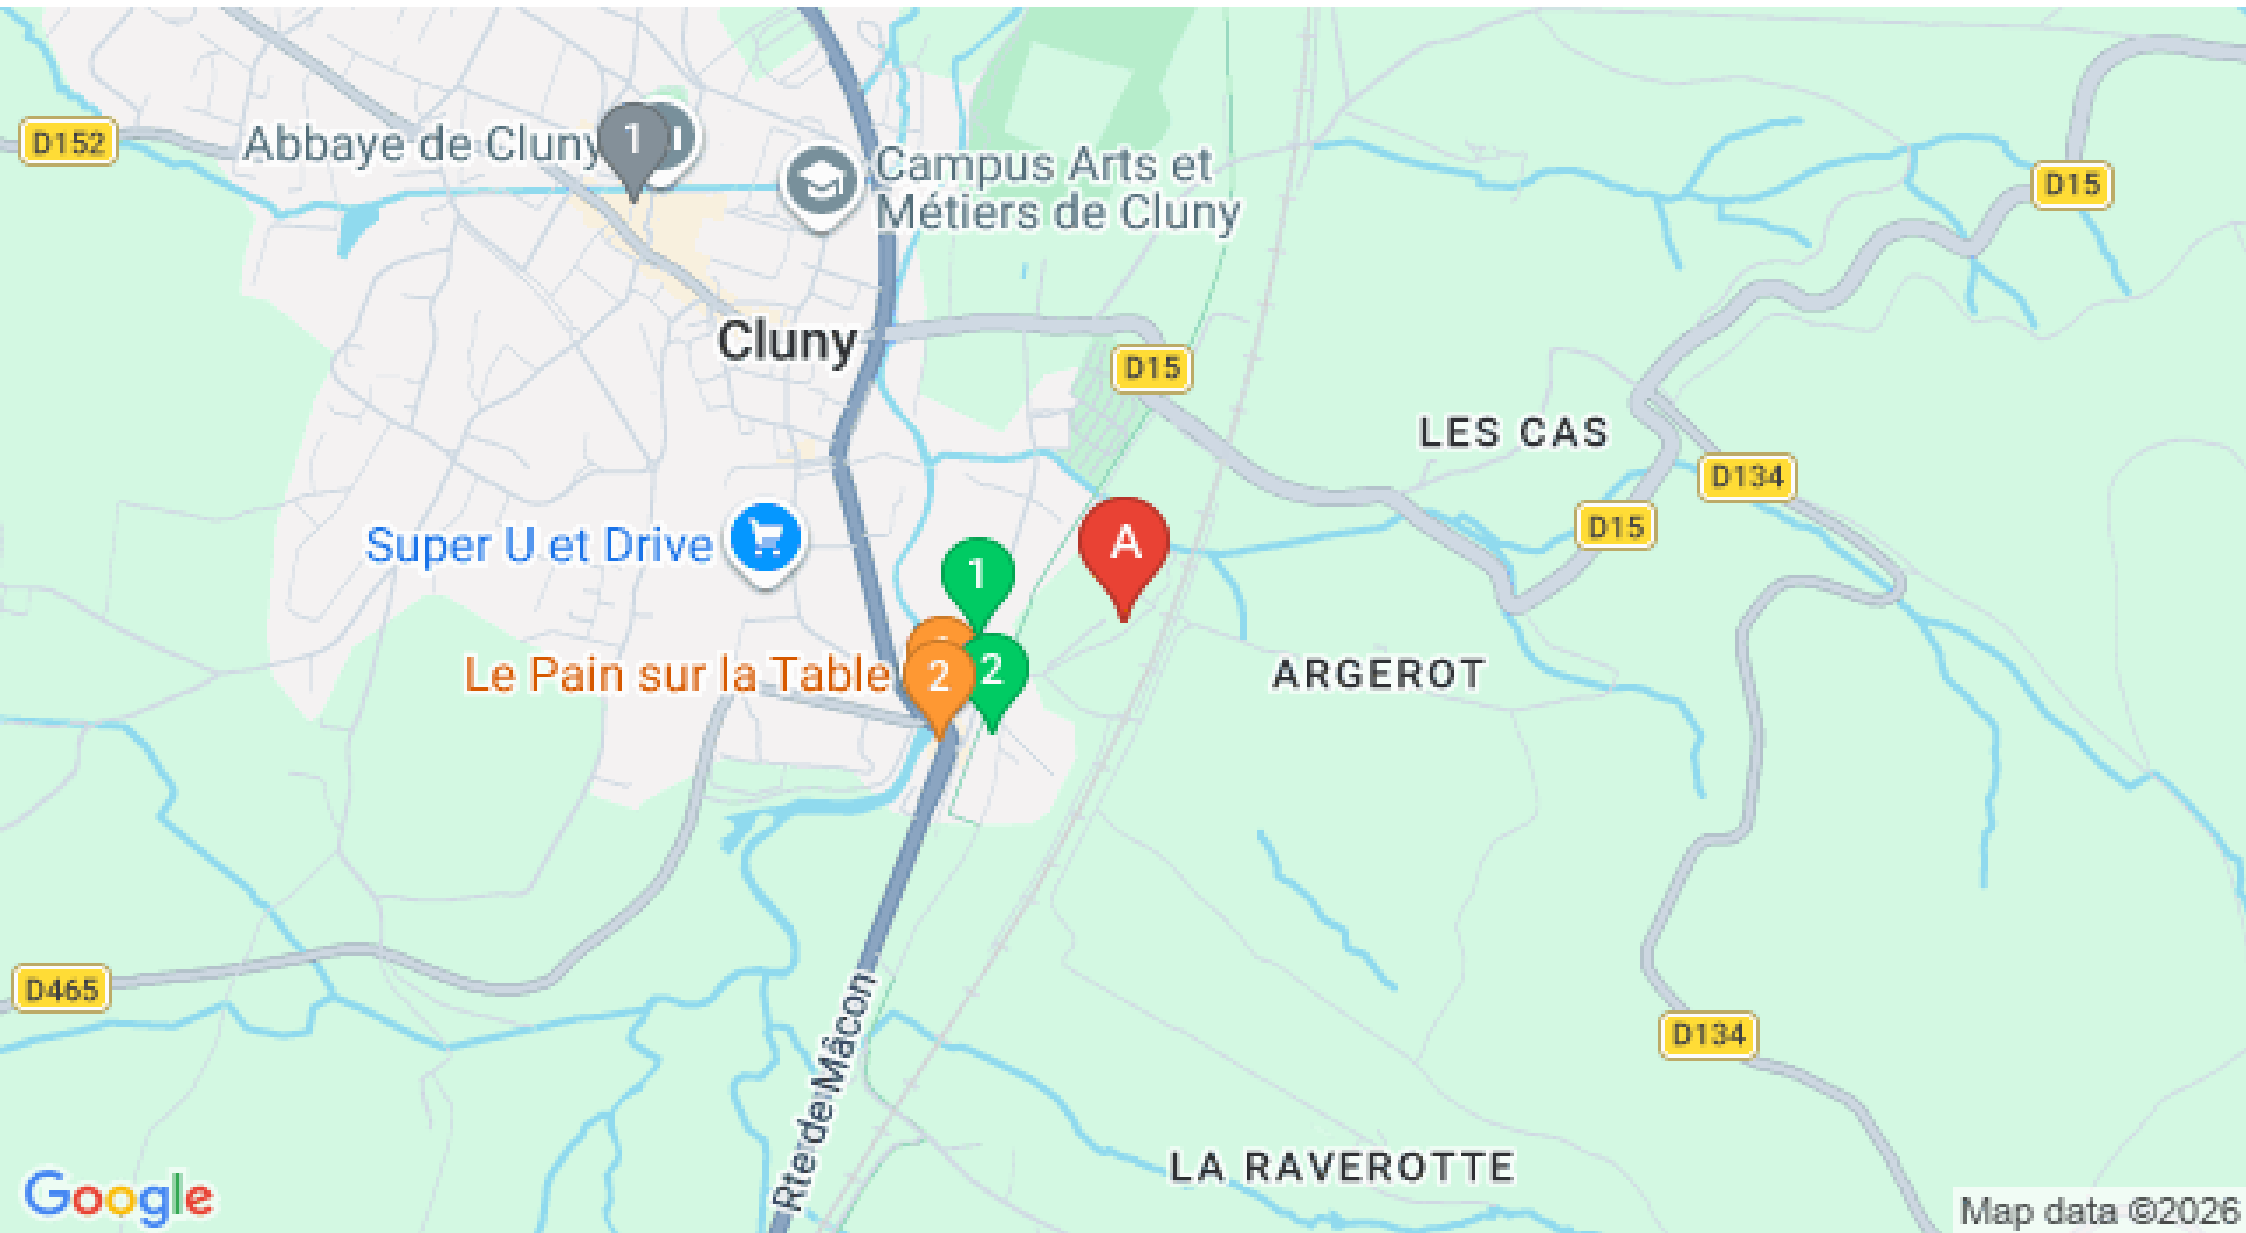 D152
Abbaye de Cluny
1
Campus Arts et
Métiers de Cluny
D15
Cluny
D15
LES CAS
D134
D15
Super U et Drive
A
1
Le Pain sur la Table
2
2
ARGEROT
D465
Rte de Mâcon
D134
LA RAVEROTTE
Google
Map data ©2026